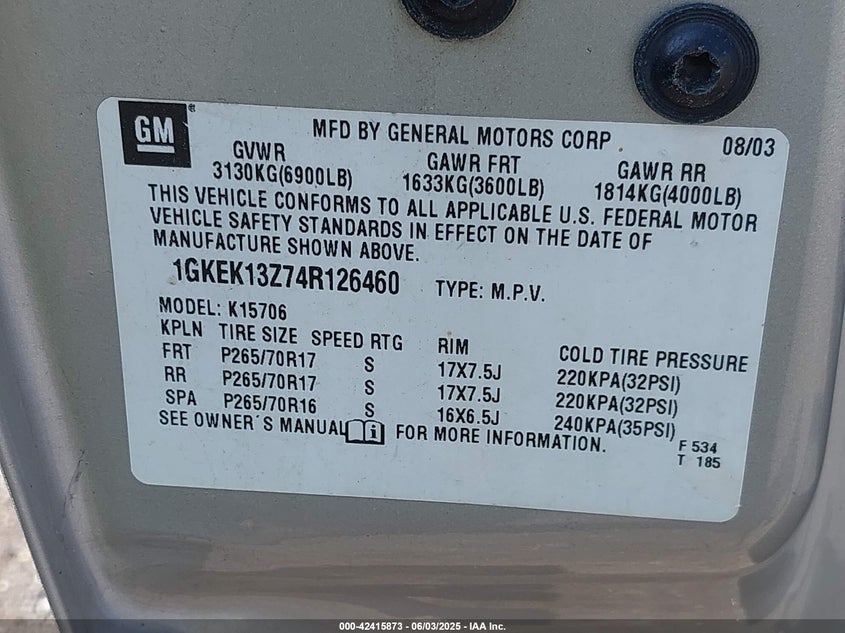 GM
MFD BY GENERAL MOTORS CORP 08/03
GVWR GAWR FRT GAWR RR
3130KG(6900LB) 1633KG(3600LB) 1814KG(4000LB)
THIS VEHICLE CONFORMS TO ALL APPLICABLE U.S. FEDERAL MOTOR
VEHICLE SAFETY STANDARDS IN EFFECT ON THE DATE OF
MANUFACTURE SHOWN ABOVE.
1GKEK13Z74R126460 TYPE: M.P.V.
MODEL: K15706
KPLN TIRE SIZE SPEED RTG RIM COLD TIRE PRESSURE
FRT P265/70R17 S 17X7.5J 220KPA(32PSI)
RR P265/70R17 S 17X7.5J 220KPA(32PSI)
SPA P265/70R16 S 16X6.5J 240KPA(35PSI)
SEE OWNER'S MANUAL FOR MORE INFORMATION.
F 534
T 185
000-42415873 - 06/03/2025 - IAA Inc.